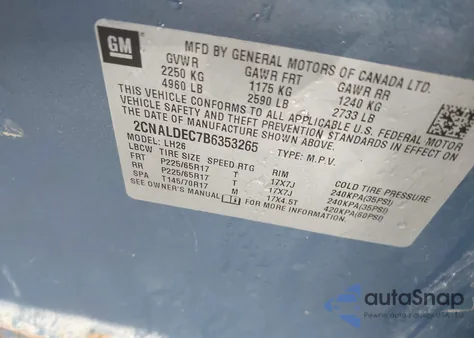 GM
MFD BY GENERAL MOTORS OF CANADA LTD.
GVWR GAWR FRT GAWR RR
2250 KG 1175 KG 1240 KG
4960 LB 2590 LB 2733 LB
THIS VEHICLE CONFORMS TO ALL APPLICABLE U.S. FEDERAL MOTOR
VEHICLE SAFETY AND THEFT PREVENTION STANDARDS IN EFFECT ON
THE DATE OF MANUFACTURE SHOWN ABOVE.
2CNALDEC7B6353265 TYPE: M.P.V.
MODEL: LH26
LBCW TIRE SIZE SPEED RTG RIM COLD TIRE PRESSURE
FRT P225/65R17 T 17X7J 240KPA(35PSI)
RR P225/65R17 T 17X7J 240KPA(35PSI)
SPA T145/70R17 M 17X4.5T 420KPA(60PSI)
SEE OWNER'S MANUAL FOR MORE INFORMATION.
autoSnap